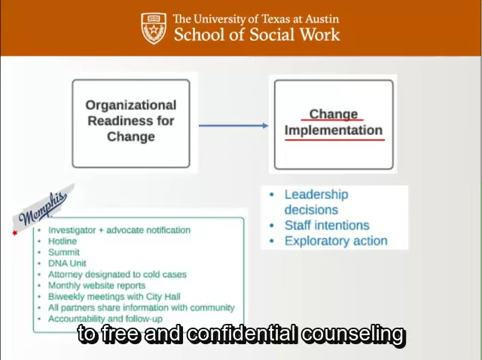 The University of Texas at Austin
School of Social Work
Organizational
Readiness for
Change
Change
Implementation
Leadership
decisions
Staff intentions
Exploratory action
Memphis
Investigator + advocate notification
Hotline
Summit
DNA Unit
Attorney designated to cold cases
Monthly website reports
Biweekly meetings with City Hall
All partners share information with community
Accountability and follow-up
to free and confidential counseling